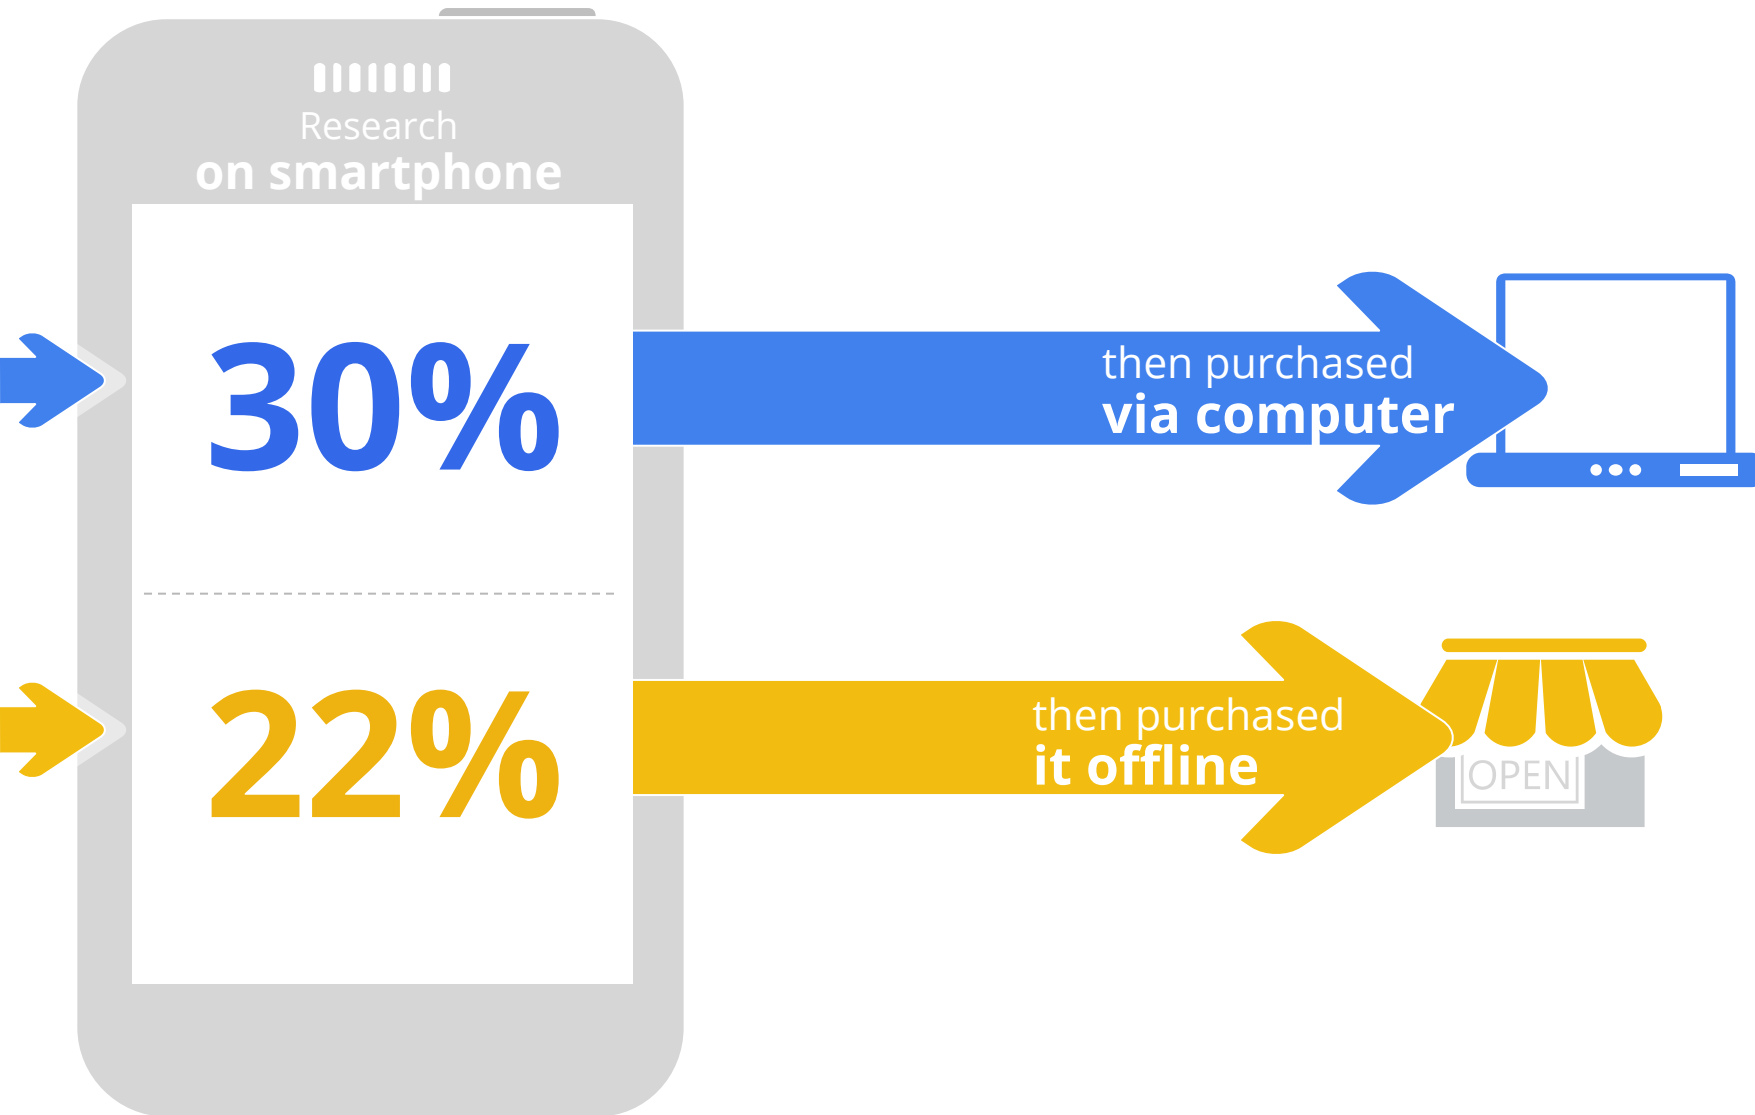 Research
on smartphone
30%
then purchased
via computer
22%
then purchased
it offline
OPEN